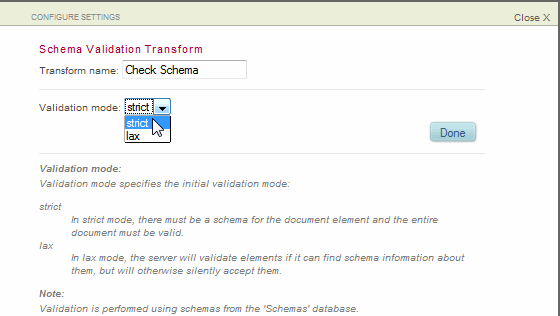 CONFIGURE SETTINGS
Close X
Schema Validation Transform
Transform name: Check Schema
Validation mode: strict
strict
lax
Done
Validation mode:
Validation mode specifies the initial validation mode:
strict
In strict mode, there must be a schema for the document element and the entire
document must be valid.
lax
In lax mode, the server will validate elements if it can find schema information about
them, but will otherwise silently accept them.
Note:
Validation is performed using schemas from the 'Schemas' database.